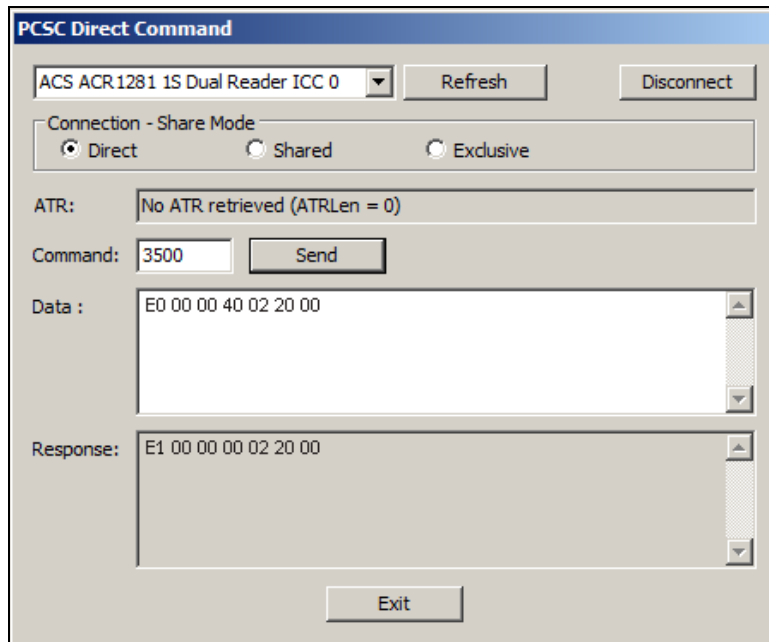 PCSC Direct Command
ACS ACR1281 1S Dual Reader ICC 0
Refresh
Disconnect
Connection - Share Mode
Direct
Shared
Exclusive
ATR:
No ATR retrieved (ATRLen = 0)
Command:
3500
Send
Data :
E0 00 00 40 02 20 00
Response:
E1 00 00 00 02 20 00
Exit